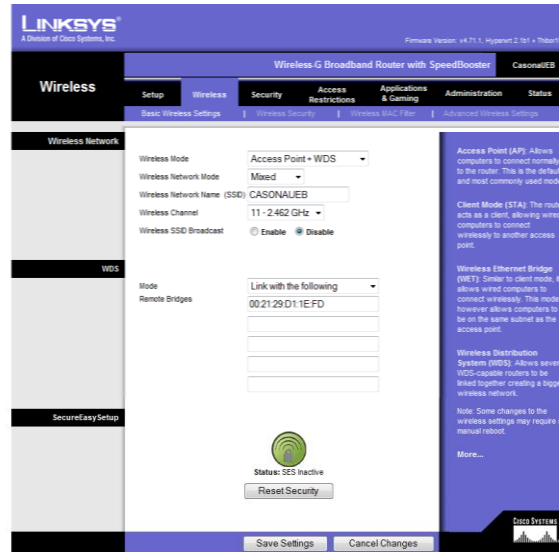 LINKSYS®
A Division of Cisco Systems, Inc.
Firmware Version: v4.71.1, Hyperwrt 2.1b1 + Thibor1
Wireless-G Broadband Router with SpeedBooster
CasonaUEB
Wireless
Setup
Wireless
Security
Access Restrictions
Applications & Gaming
Administration
Status
Basic Wireless Settings | Wireless Security | Wireless MAC Filter | Advanced Wireless Settings
Wireless Network
Wireless Mode
Access Point + WDS
Wireless Network Mode
Mixed
Wireless Network Name (SSID)
CASONAUEB
Wireless Channel
11 - 2.462 GHz
Wireless SSID Broadcast
Enable
Disable
WDS
Mode
Link with the following
Remote Bridges
00:21:29:D1:1E:FD
SecureEasySetup
Status: SES Inactive
Reset Security
Save Settings
Cancel Changes
Access Point (AP): Allows
computers to connect normally
to the router. This is the defaul
and most commonly used mod
Client Mode (STA): The route
acts as a client, allowing wired
computers to connect
wirelessly to another access
point.
Wireless Ethernet Bridge
(WET): Similar to client mode, it
allows wired computers to
connect wirelessly. This mode
however allows computers to
be on the same subnet as the
access point.
Wireless Distribution
System (WDS): Allows sever
WDS-capable routers to be
linked together creating a bigge
wireless network.
Note: Some changes to the
wireless settings may require
manual reboot.
More...
CISCO SYSTEMS